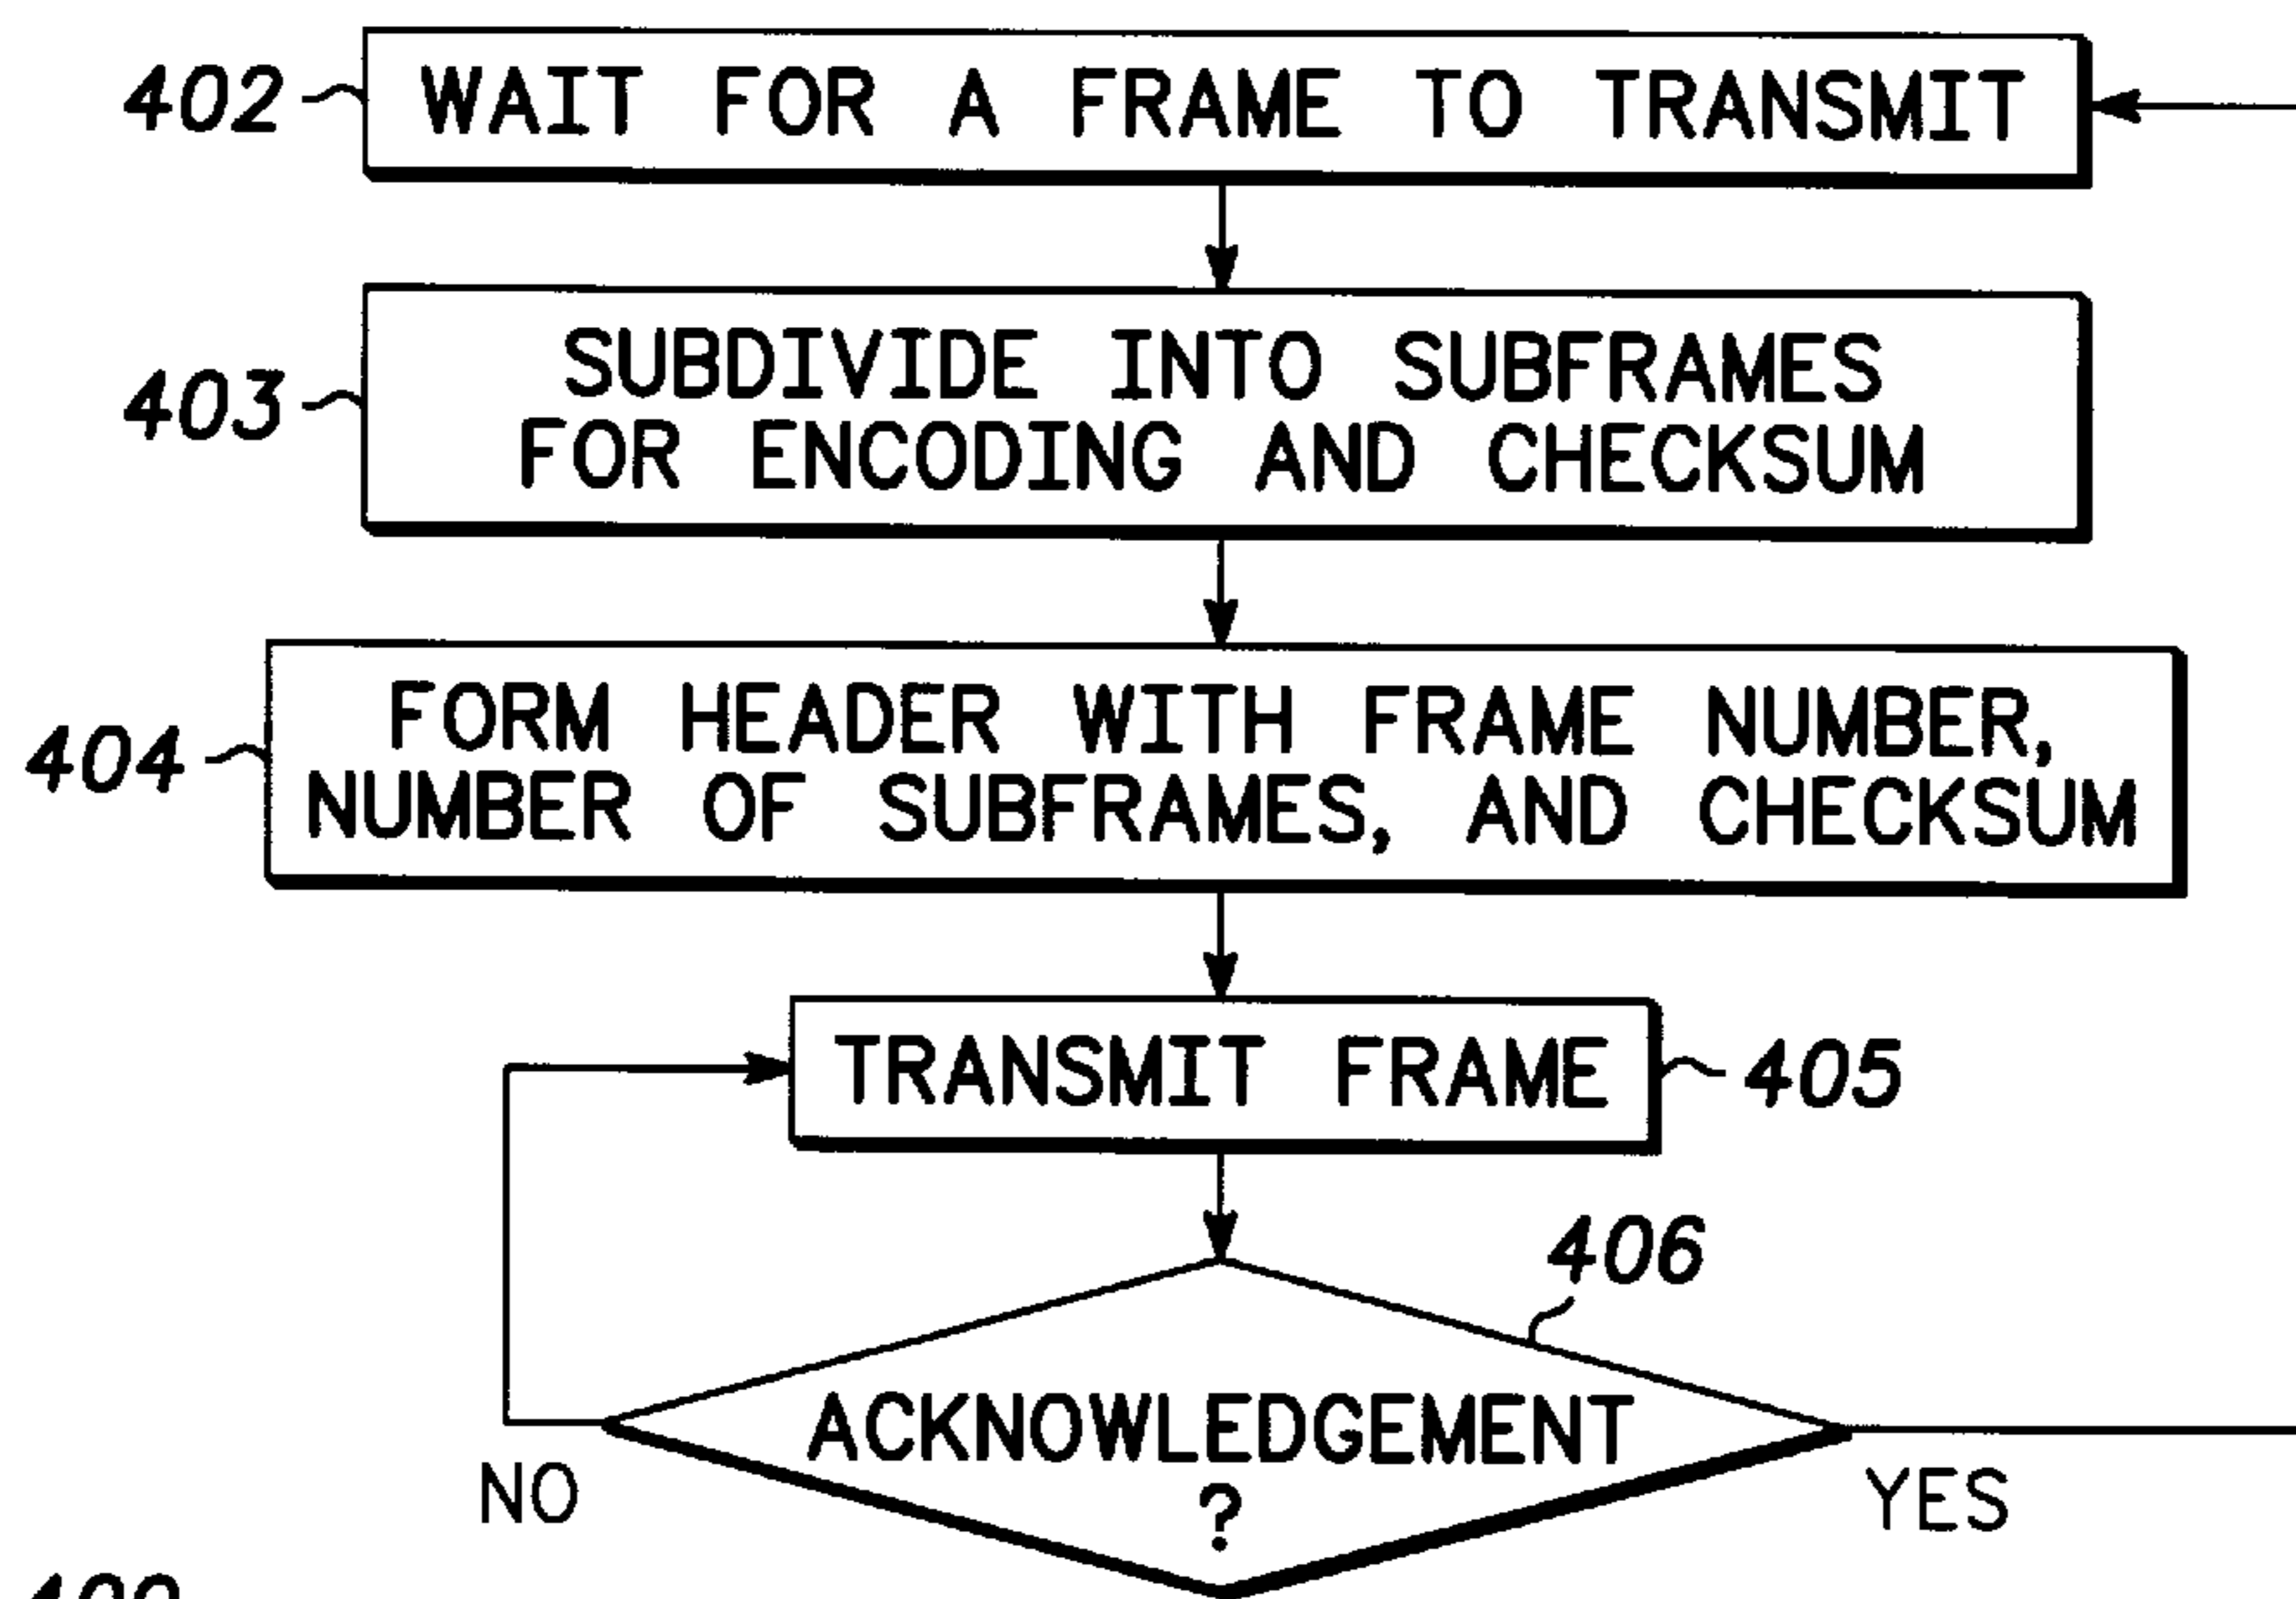 402
WAIT FOR A FRAME TO TRANSMIT
403
SUBDIVIDE INTO SUBFRAMES
FOR ENCODING AND CHECKSUM
404
FORM HEADER WITH FRAME NUMBER,
NUMBER OF SUBFRAMES, AND CHECKSUM
TRANSMIT FRAME
405
406
ACKNOWLEDGEMENT
?
NO
YES